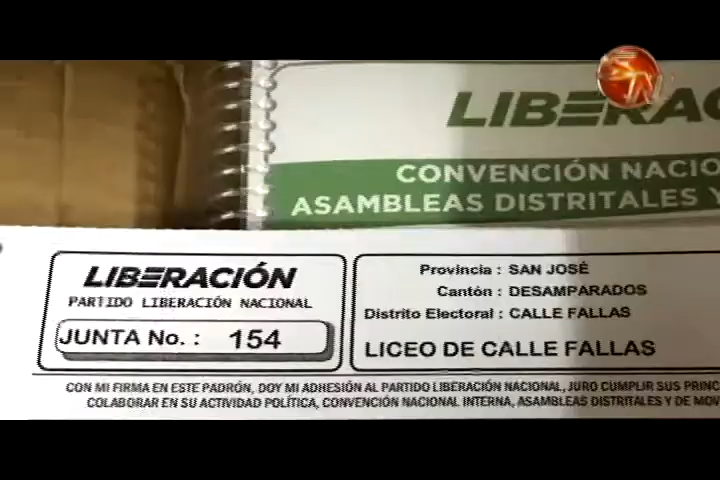 LIBERAC
CONVENCIÓN NACIO
ASAMBLEAS DISTRITALES Y
LIBERACIÓN
PARTIDO LIBERACIÓN NACIONAL
JUNTA No. : 154
Provincia : SAN JOSÉ
Cantón : DESAMPARADOS
Distrito Electoral : CALLE FALLAS
LICEO DE CALLE FALLAS
CON MI FIRMA EN ESTE PADRÓN, DOY MI ADHESIÓN AL PARTIDO LIBERACIÓN NACIONAL, JURO CUMPLIR SUS PRINC
COLABORAR EN SU ACTIVIDAD POLÍTICA, CONVENCIÓN NACIONAL INTERNA, ASAMBLEAS DISTRITALES Y DE MOV